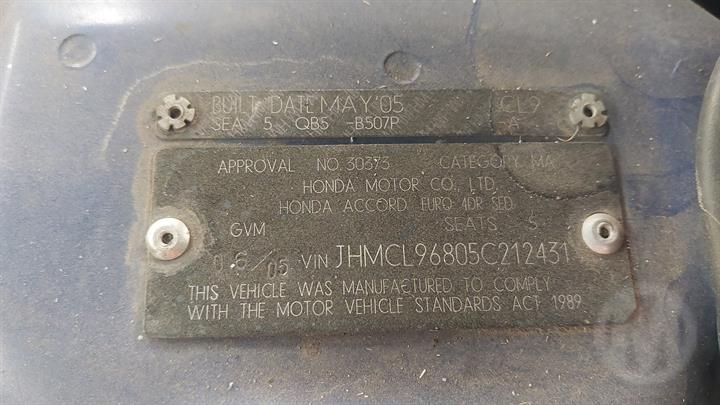 BUILT DATE MAY'05 CL9
SEA 5 QB5 -B507P A
APPROVAL NO. 30373 CATEGORY MA
HONDA MOTOR CO., LTD.
HONDA ACCORD EURO 4DR SED
GVM SEATS 5
06/05 VIN JHMCL96805C212431
THIS VEHICLE WAS MANUFACTURED TO COMPLY
WITH THE MOTOR VEHICLE STANDARDS ACT 1989.